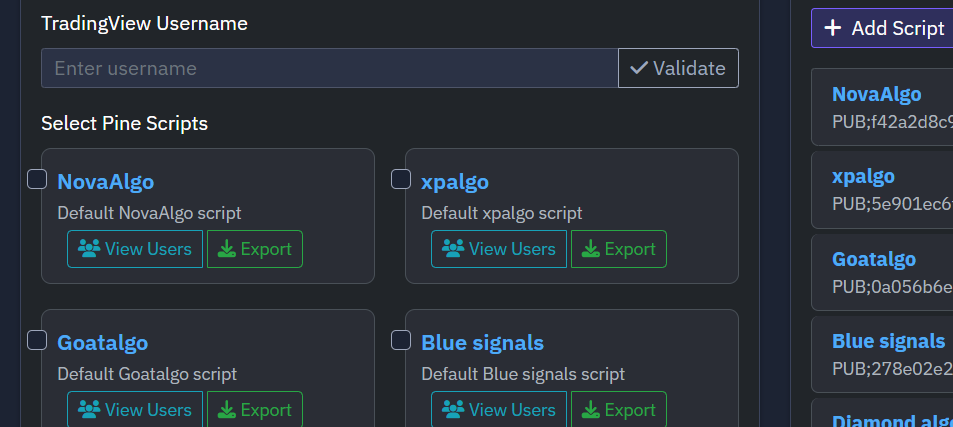 TradingView Username
Enter username
Validate
Select Pine Scripts
NovaAlgo
Default NovaAlgo script
View Users
Export
xpalgo
Default xpalgo script
View Users
Export
Goatalgo
Default Goatalgo script
View Users
Export
Blue signals
Default Blue signals script
View Users
Export
Add Script
NovaAlgo
PUB;f42a2d8c9
xpalgo
PUB;5e901ec6
Goatalgo
PUB;0a056b6e
Blue signals
PUB;278e02e2
Diamond algo